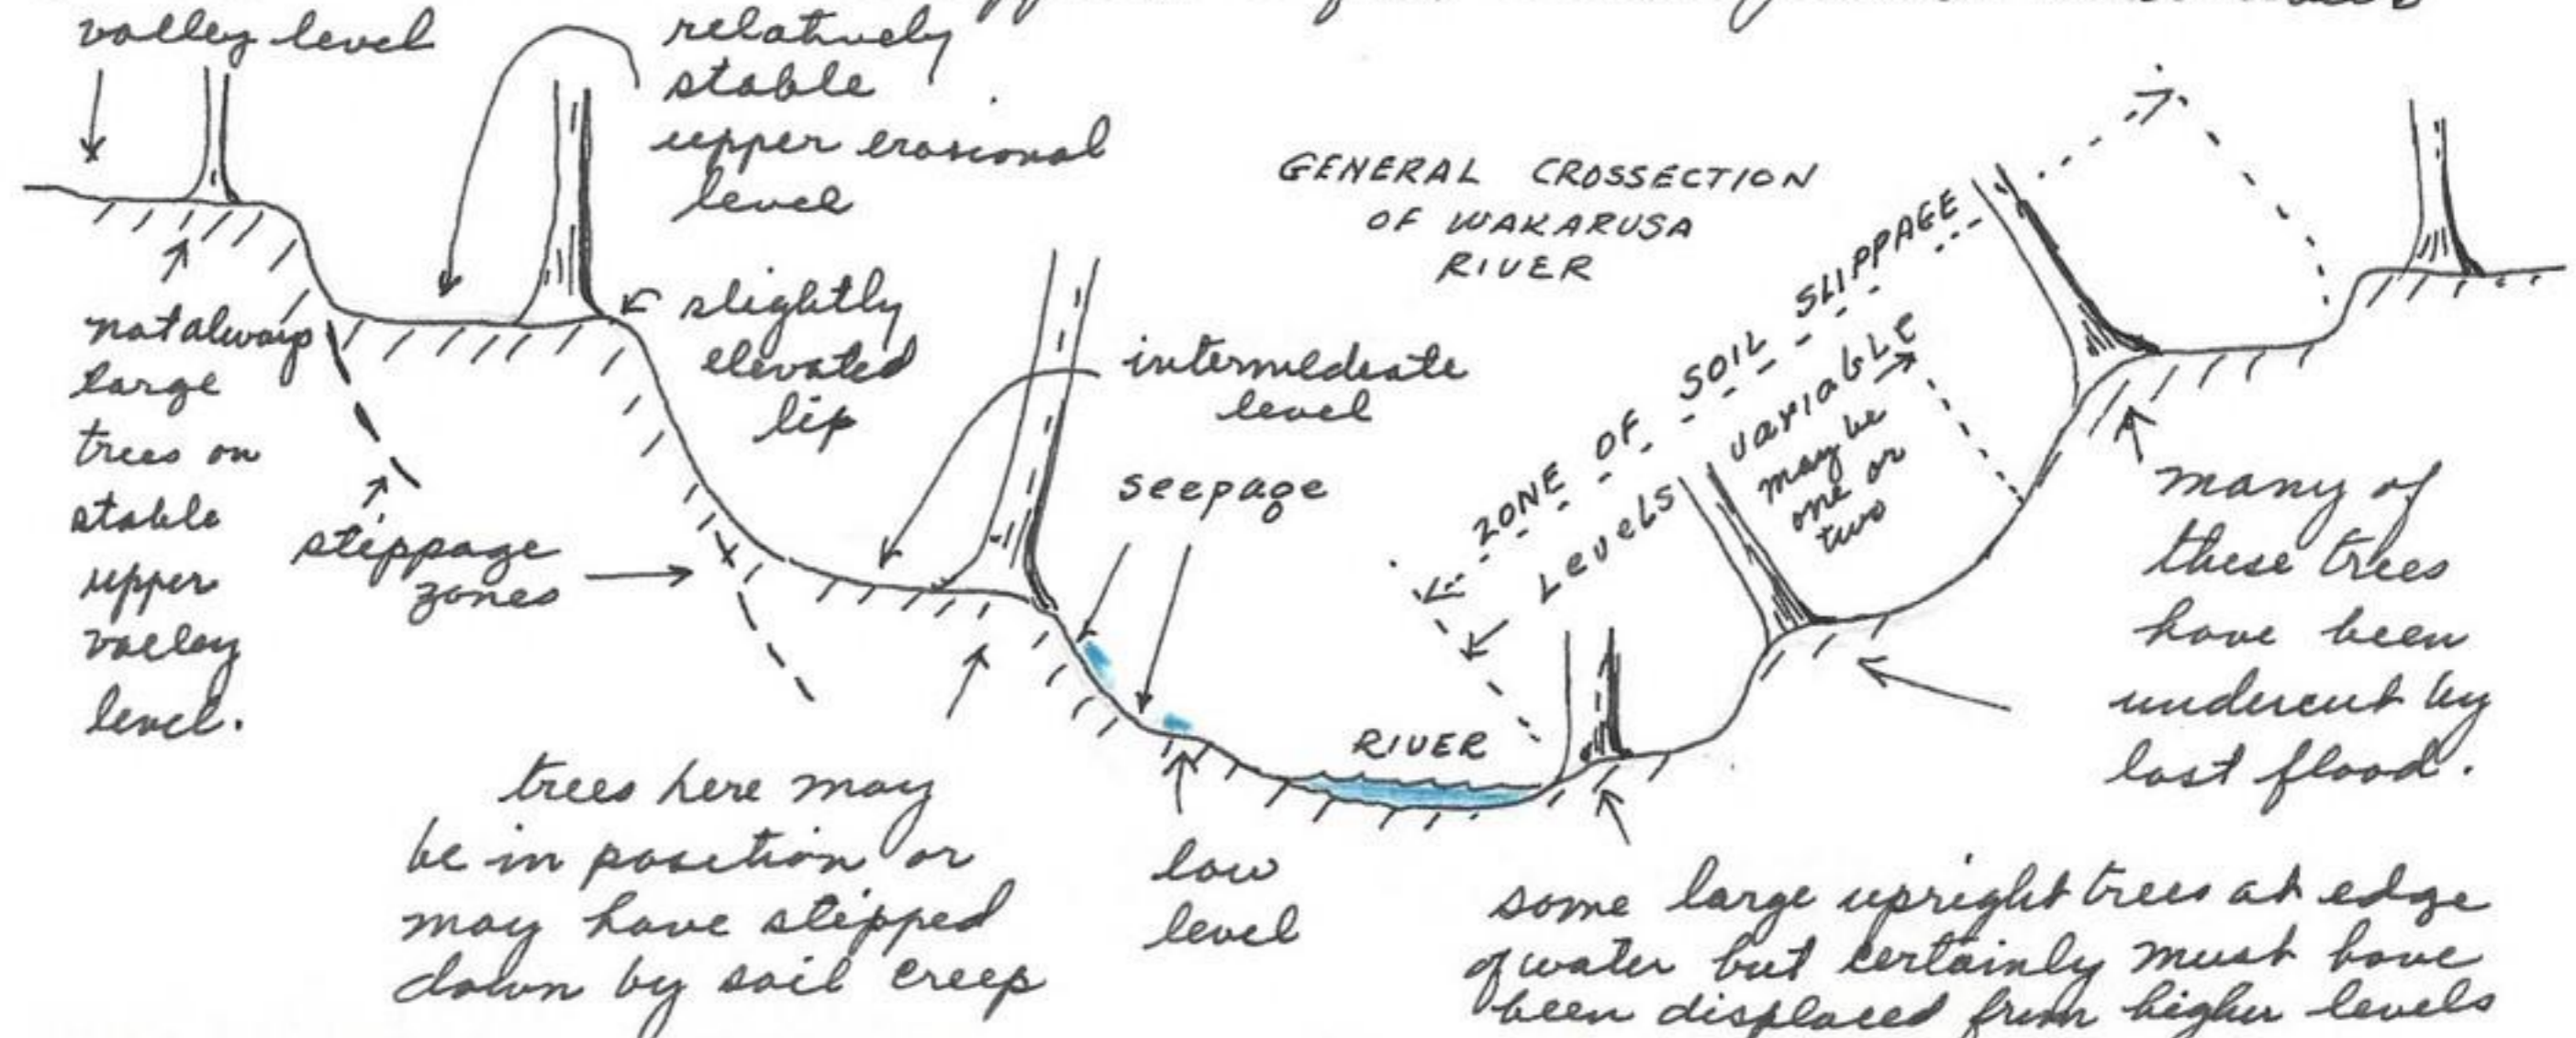 valley level
relatively
stable
upper erosional
level
GENERAL CROSSECTION
OF WAKARUSA
RIVER
slightly
elevated
lip
intermediate
level
seepage
not always
large
trees on
stable
upper
valley
level.
slippage
zones
ZONE OF SOIL SLIPPAGE
LEVELS VARIABLE
may be
one or
two
many of
these trees
have been
undercut by
last flood.
RIVER
trees here may
be in position or
may have slipped
down by soil creep
low
level
some large upright trees at edge
of water but certainly must have
been displaced from higher levels